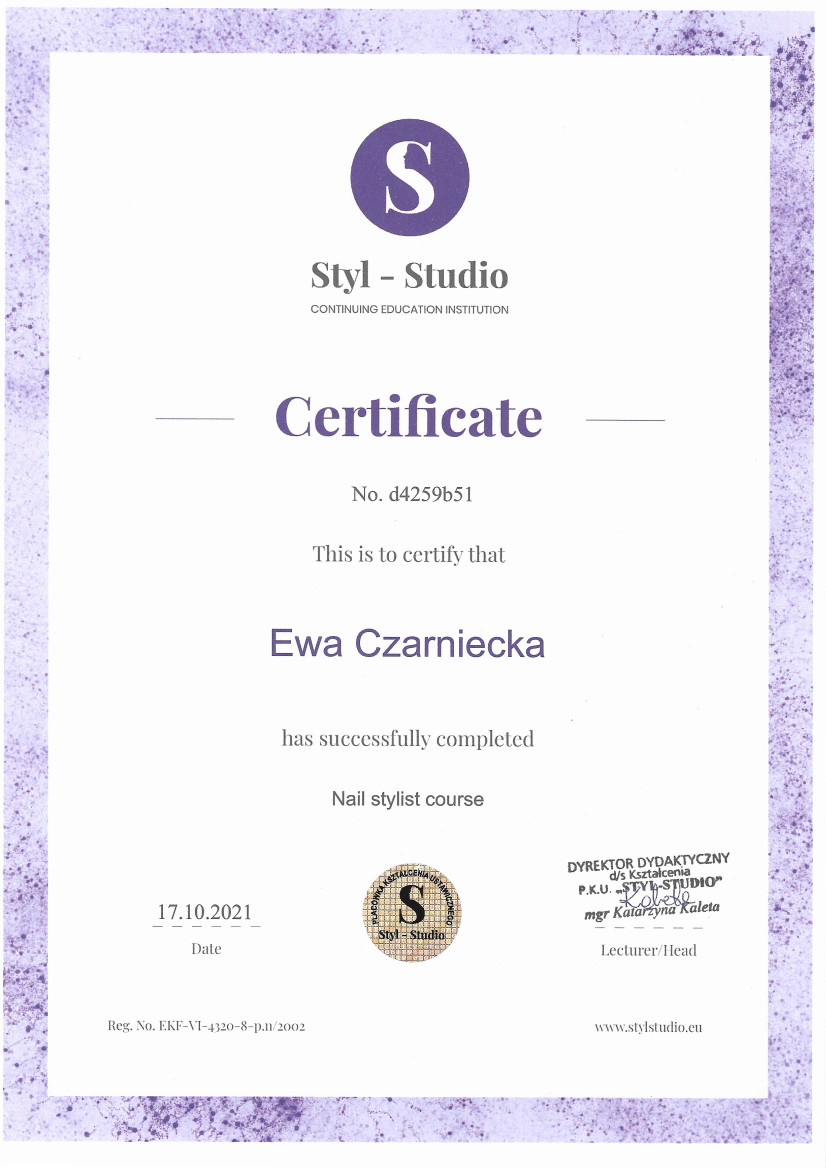 S
Styl - Studio
CONTINUING EDUCATION INSTITUTION
Certificate
No. d4259b51
This is to certify that
Ewa Czarniecka
has successfully completed
Nail stylist course
17.10.2021
Date
PLACÓWKA KSZTAŁCENIA USTAWICZNEGO
S
Styl - Studio
DYREKTOR DYDAKTYCZNY
d/s Kształcenia
P.K.U. „STYL-STUDIO”
mgr Katarzyna Kaleta
Lecturer/Head
Reg. No. EKF-VI-4320-8-p.11/2002
www.stylstudio.eu